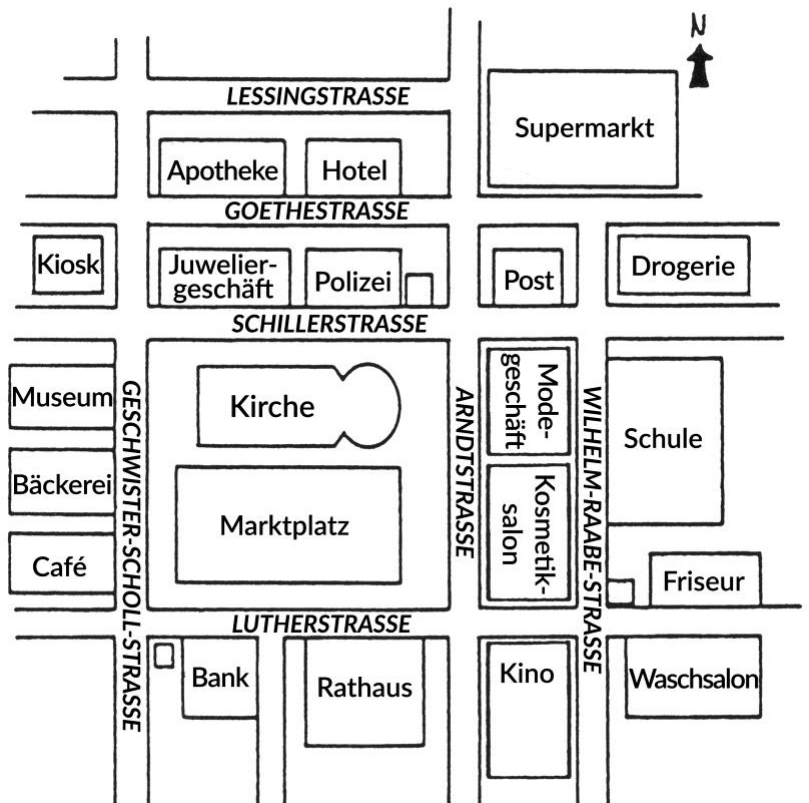 N
LESSINGSTRASSE
Supermarkt
Apotheke
Hotel
GOETHESTRASSE
Kiosk
Juwelier-
geschäft
Polizei
Post
Drogerie
SCHILLERSTRASSE
Museum
GESCHWISTER-SCHOLL-STRASSE
Kirche
ARNDTSTRASSE
Mode-
geschäft
WILHELM-RAABE-STRASSE
Schule
Bäckerei
Marktplatz
Kosmetik-
salon
Café
Friseur
LUTHERSTRASSE
Bank
Rathaus
Kino
Waschsalon